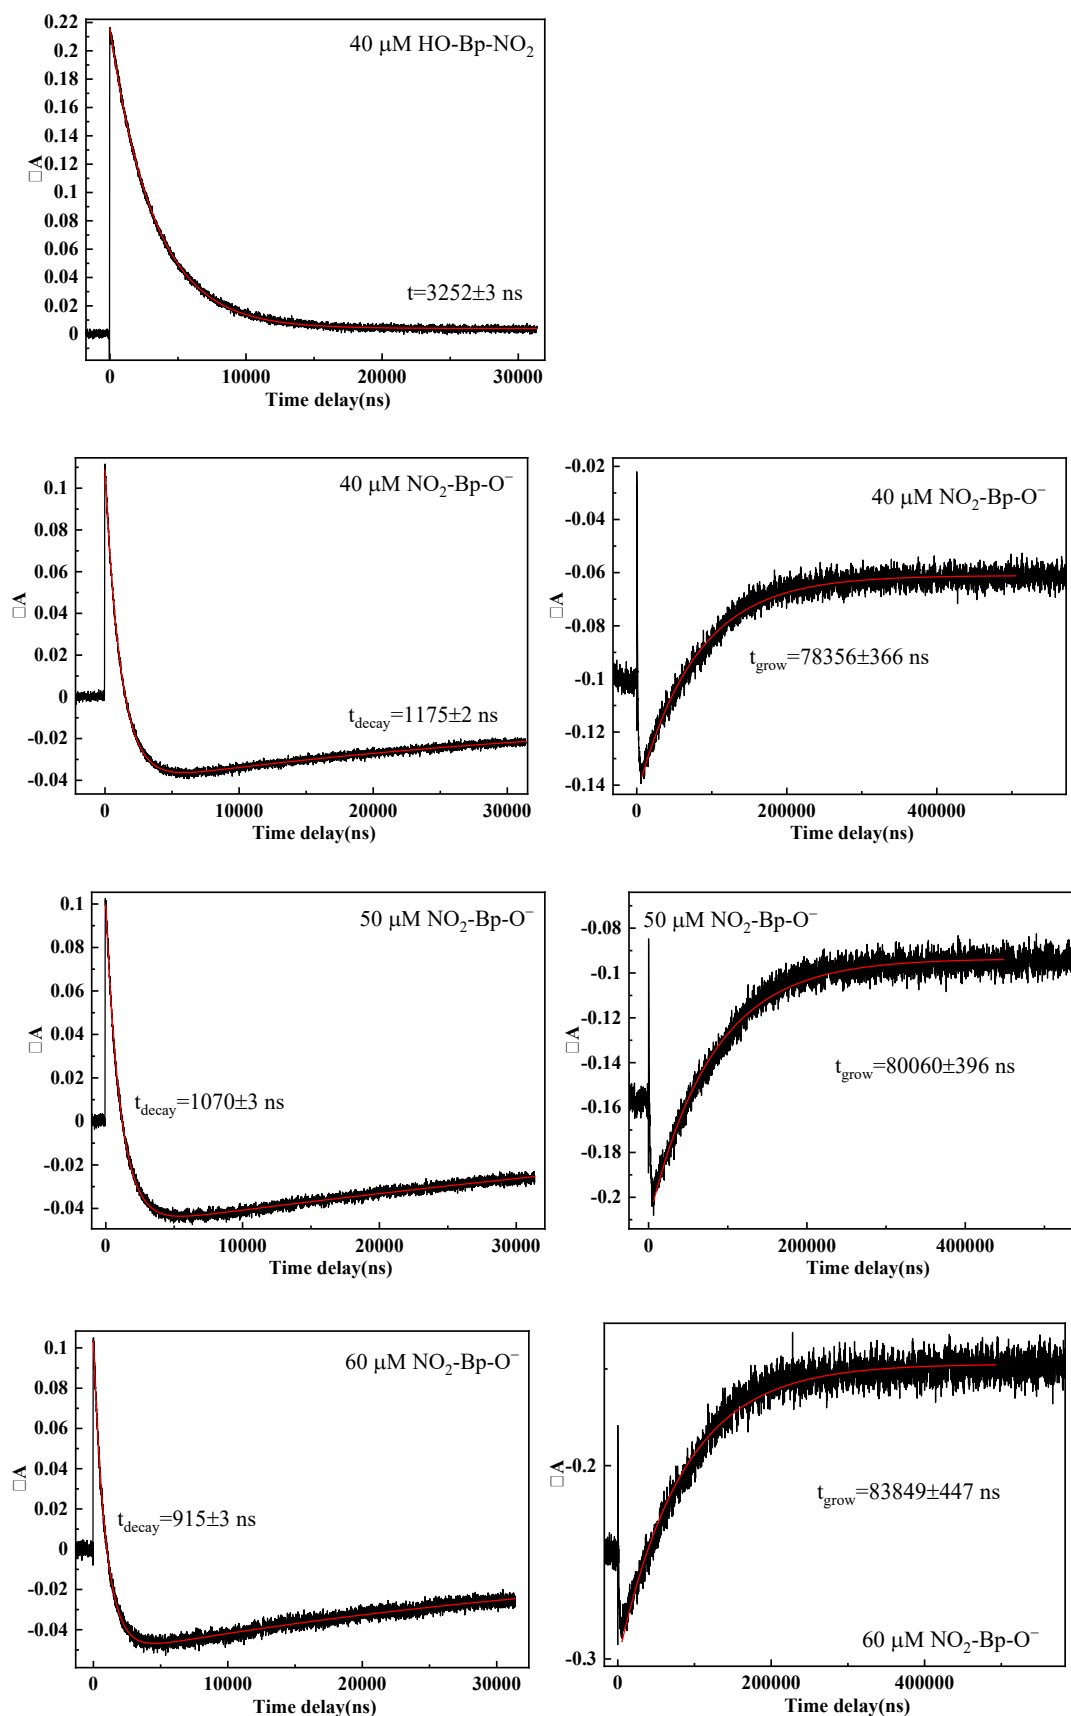 0.22
0.2
0.18
0.16
0.14
0.12
0.1
0.08
0.06
0.04
0.02
0
□A
40 μM HO-Bp-NO₂
t=3252±3 ns
0 10000 20000 30000
Time delay(ns)
0.1
0.08
0.06
0.04
0.02
0
-0.02
-0.04
□A
40 μM NO₂-Bp-O⁻
t_decay=1175±2 ns
0 10000 20000 30000
Time delay(ns)
-0.02
-0.04
-0.06
-0.08
-0.1
-0.12
-0.14
□A
40 μM NO₂-Bp-O⁻
t_grow=78356±366 ns
0 200000 400000
Time delay(ns)
0.1
0.08
0.06
0.04
0.02
0
-0.02
-0.04
□A
50 μM NO₂-Bp-O⁻
t_decay=1070±3 ns
0 10000 20000 30000
Time delay(ns)
-0.08
-0.1
-0.12
-0.14
-0.16
-0.18
-0.2
□A
50 μM NO₂-Bp-O⁻
t_grow=80060±396 ns
0 200000 400000
Time delay(ns)
0.1
0.08
0.06
0.04
0.02
0
-0.02
-0.04
□A
60 μM NO₂-Bp-O⁻
t_decay=915±3 ns
0 10000 20000 30000
Time delay(ns)
-0.2
-0.3
□A
t_grow=83849±447 ns
60 μM NO₂-Bp-O⁻
0 200000 400000
Time delay(ns)